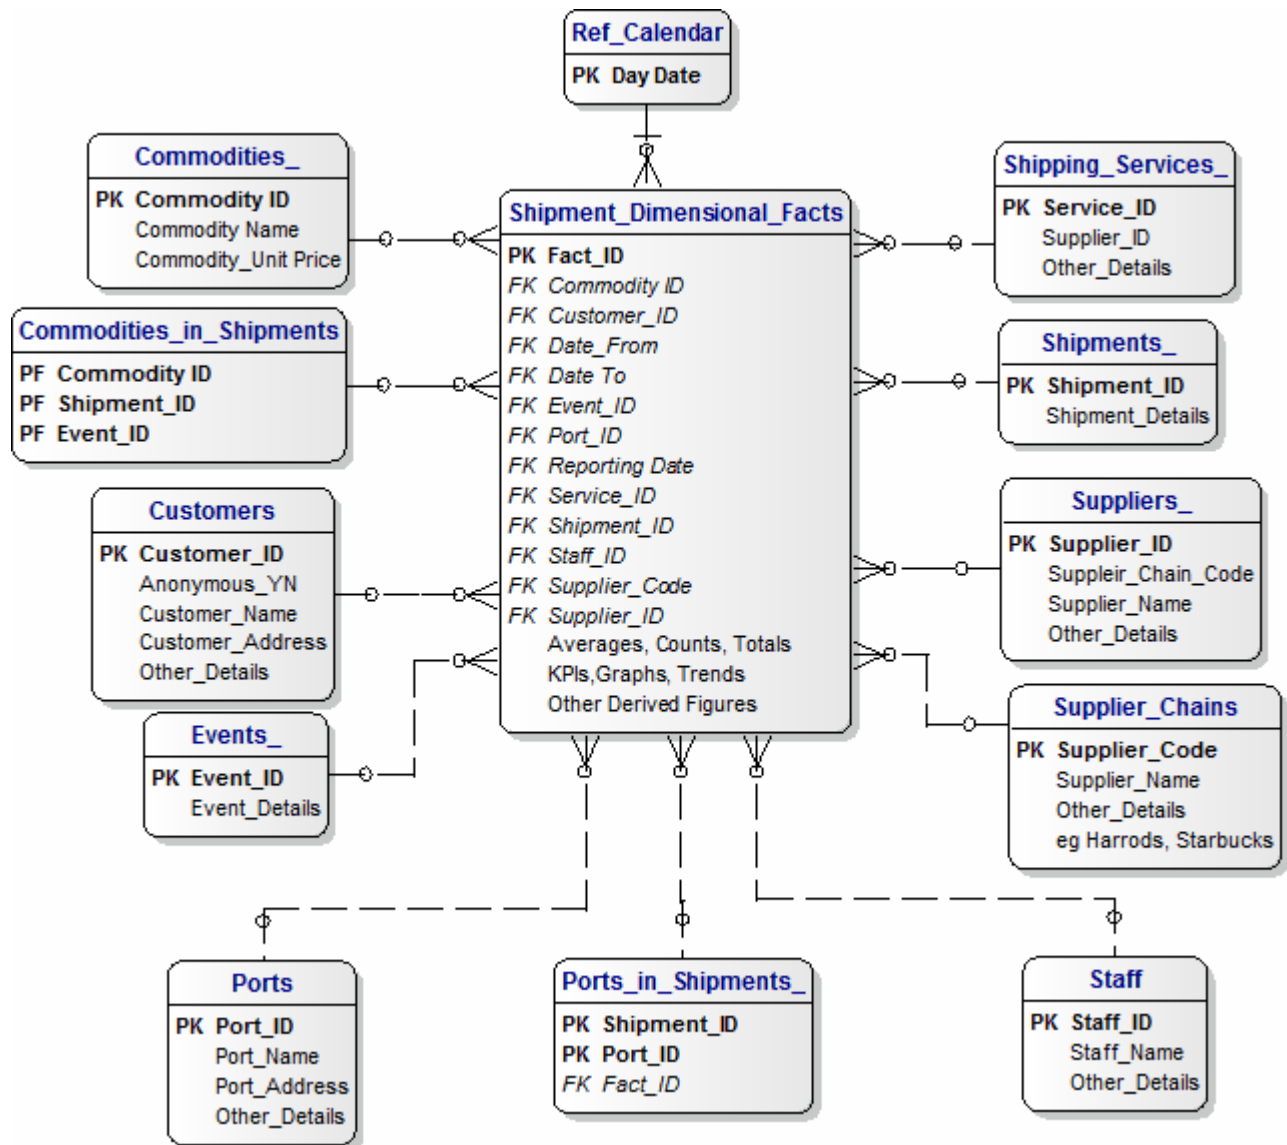 Ref_Calendar
PK Day Date
Commodities_
PK Commodity ID
Commodity Name
Commodity_Unit Price
Commodities_in_Shipments
PF Commodity ID
PF Shipment_ID
PF Event_ID
Customers
PK Customer_ID
Anonymous_YN
Customer_Name
Customer_Address
Other_Details
Events_
PK Event_ID
Event_Details
Shipment_Dimensional_Facts
PK Fact_ID
FK Commodity ID
FK Customer_ID
FK Date_From
FK Date To
FK Event_ID
FK Port_ID
FK Reporting Date
FK Service_ID
FK Shipment_ID
FK Staff_ID
FK Supplier_Code
FK Supplier_ID
Averages, Counts, Totals
KPIs,Graphs, Trends
Other Derived Figures
Shipping_Services_
PK Service_ID
Supplier_ID
Other_Details
Shipments_
PK Shipment_ID
Shipment_Details
Suppliers_
PK Supplier_ID
Suppleir_Chain_Code
Supplier_Name
Other_Details
Supplier_Chains
PK Supplier_Code
Supplier_Name
Other_Details
eg Harrods, Starbucks
Ports
PK Port_ID
Port_Name
Port_Address
Other_Details
Ports_in_Shipments_
PK Shipment_ID
PK Port_ID
FK Fact_ID
Staff
PK Staff_ID
Staff_Name
Other_Details